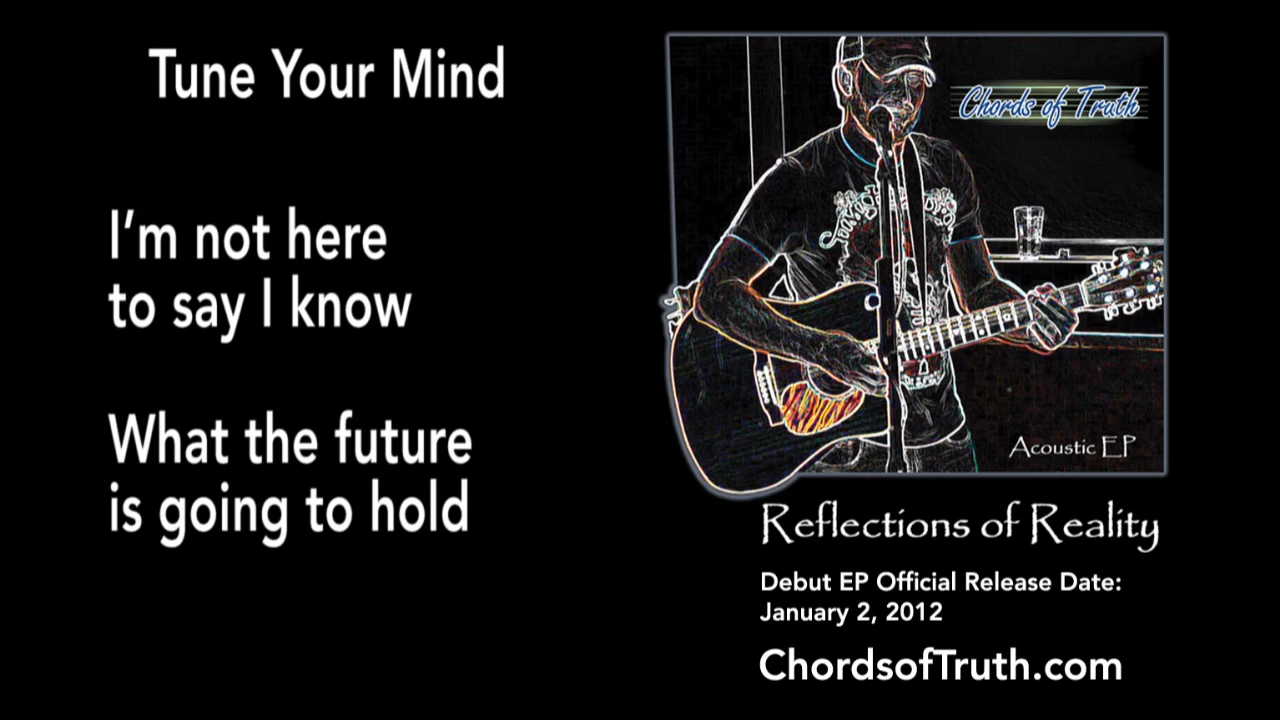 Tune Your Mind
I'm not here
to say I know
What the future
is going to hold
Chords of Truth
Acoustic EP
Reflections of Reality
Debut EP Official Release Date:
January 2, 2012
ChordsofTruth.com